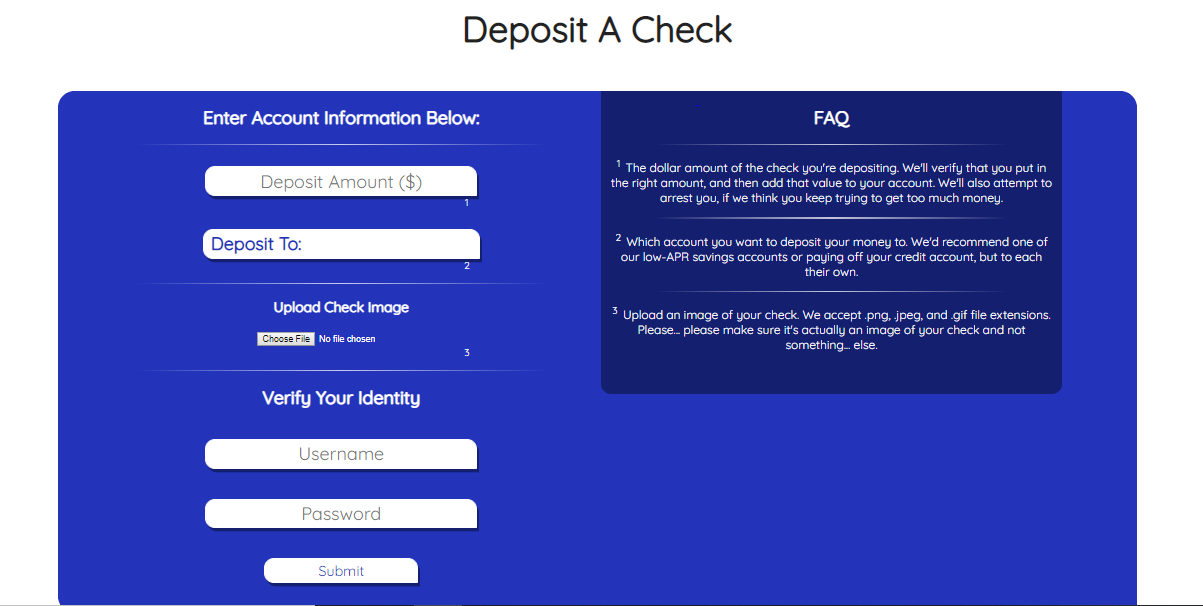 Deposit A Check
Enter Account Information Below:
Deposit Amount ($)
1
Deposit To:
2
Upload Check Image
Choose File No file chosen
3
Verify Your Identity
Username
Password
Submit
FAQ
1 The dollar amount of the check you're depositing. We'll verify that you put in
the right amount, and then add that value to your account. We'll also attempt to
arrest you, if we think you keep trying to get too much money.
2 Which account you want to deposit your money to. We'd recommend one of
our low-APR savings accounts or paying off your credit account, but to each
their own.
3 Upload an image of your check. We accept .png, .jpeg, and .gif file extensions.
Please... please make sure it's actually an image of your check and not
something... else.